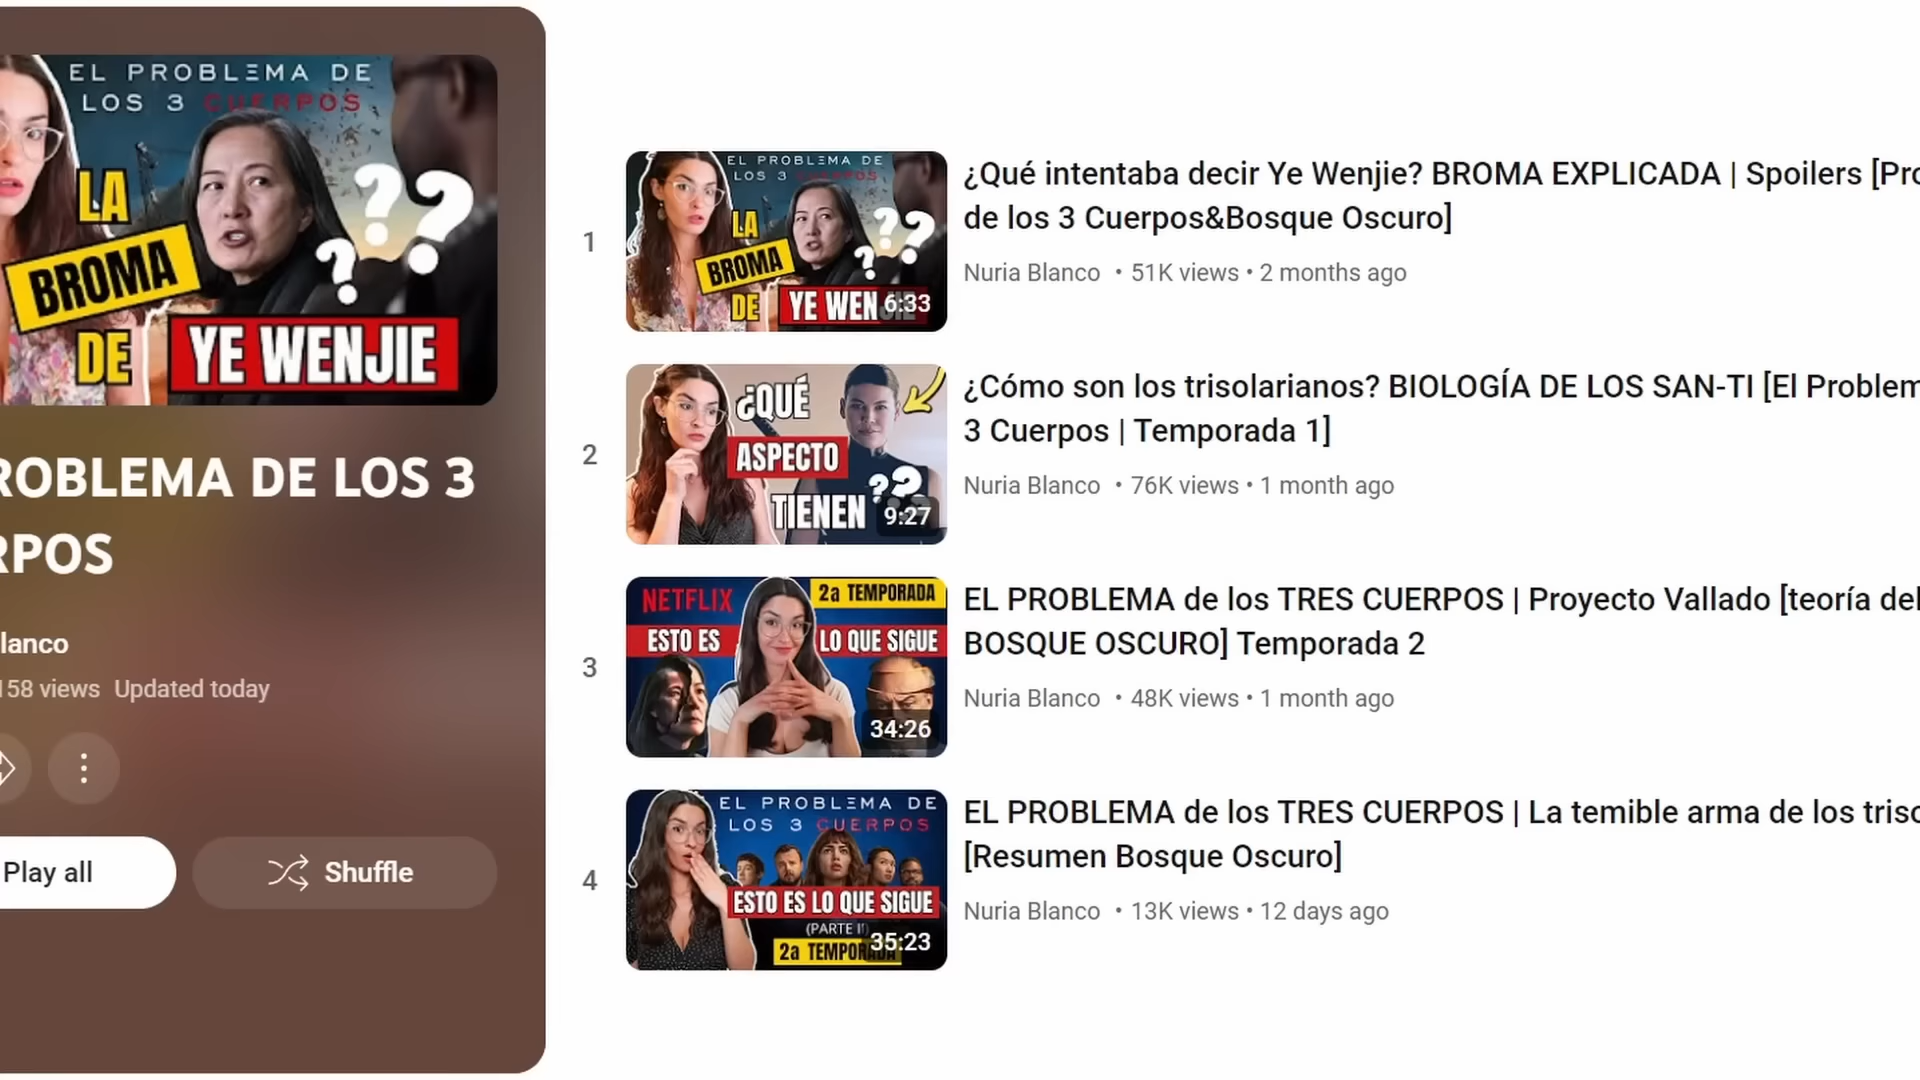 EL PROBLEMA DE
LOS 3 CUERPOS
LA
BROMA
DE
YE WENJIE
ROBLEMA DE LOS 3
RPOS
lanco
158 views Updated today
Play all
Shuffle
1
EL PROBLEMA DE
LOS 3 CUERPOS
LA
BROMA
DE
YE WENJIE
6:33
¿Qué intentaba decir Ye Wenjie? BROMA EXPLICADA | Spoilers [Pro
de los 3 Cuerpos&Bosque Oscuro]
Nuria Blanco • 51K views • 2 months ago
2
¿QUÉ
ASPECTO
TIENEN ??
9:27
¿Cómo son los trisolarianos? BIOLOGÍA DE LOS SAN-TI [El Problem
3 Cuerpos | Temporada 1]
Nuria Blanco • 76K views • 1 month ago
3
NETFLIX
2a TEMPORADA
ESTO ES LO QUE SIGUE
34:26
EL PROBLEMA de los TRES CUERPOS | Proyecto Vallado [teoría del
BOSQUE OSCURO] Temporada 2
Nuria Blanco • 48K views • 1 month ago
4
EL PROBLEMA DE
LOS 3 CUERPOS
ESTO ES LO QUE SIGUE
(PARTE II)
2a TEMPORADA
35:23
EL PROBLEMA de los TRES CUERPOS | La temible arma de los triso
[Resumen Bosque Oscuro]
Nuria Blanco • 13K views • 12 days ago